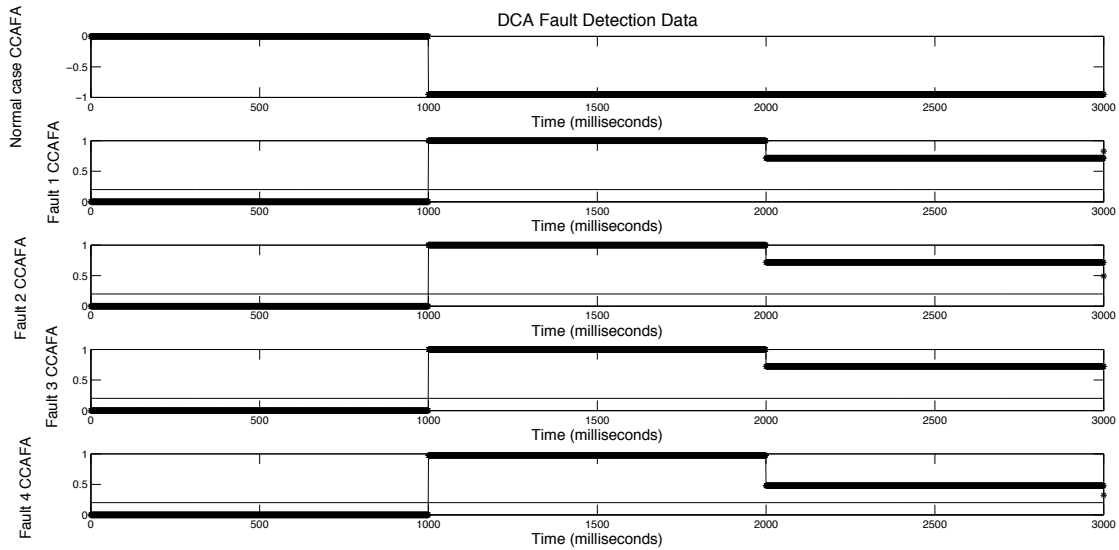 DCA Fault Detection Data
Normal case CCAFA
0
−0.5
−1
0 500 1000 1500 2000 2500 3000
Time (milliseconds)
Fault 1 CCAFA
1
0.5
0
0 500 1000 1500 2000 2500 3000
Time (milliseconds)
Fault 2 CCAFA
1
0.5
0
0 500 1000 1500 2000 2500 3000
Time (milliseconds)
Fault 3 CCAFA
1
0.5
0
0 500 1000 1500 2000 2500 3000
Time (milliseconds)
Fault 4 CCAFA
1
0.5
0
0 500 1000 1500 2000 2500 3000
Time (milliseconds)